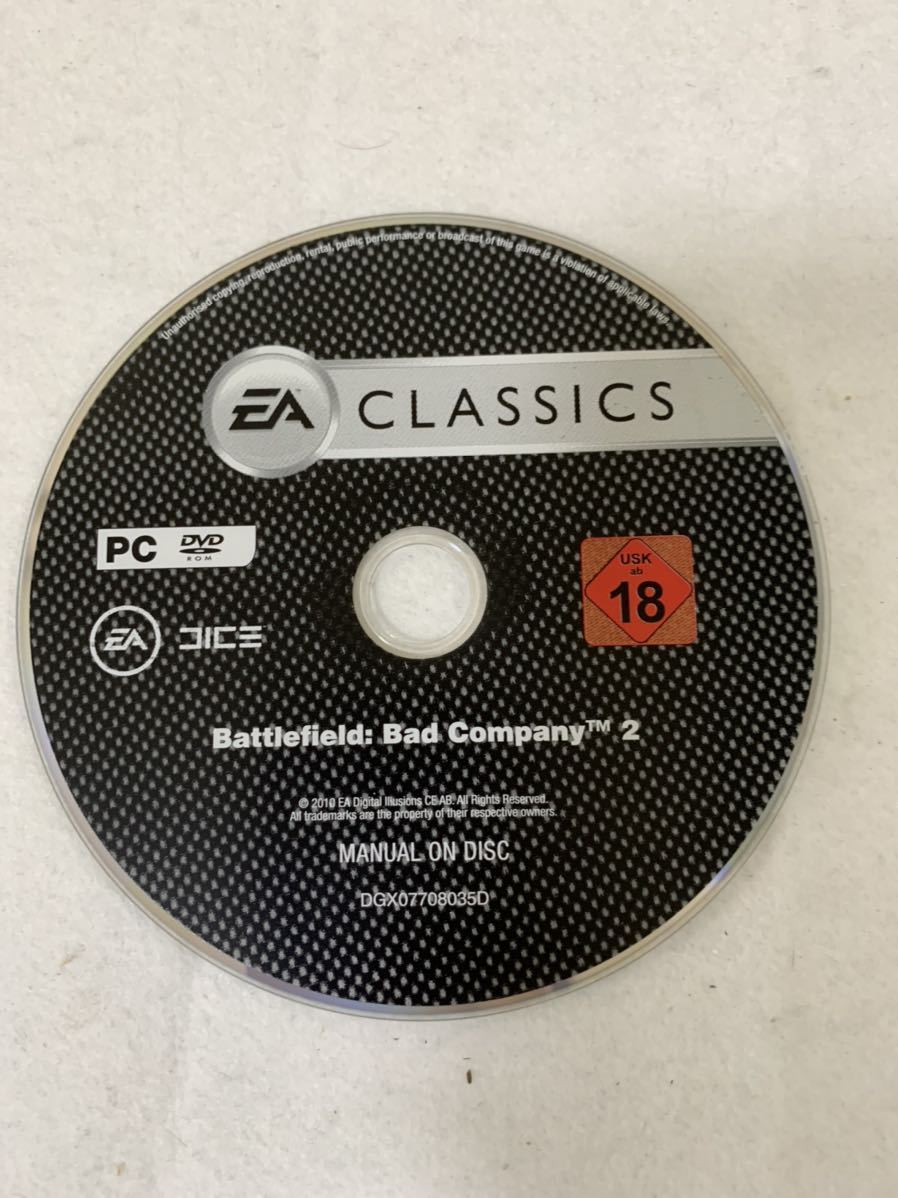 Unauthorised copying, reproduction, rental, public performance or broadcast of this game is a violation of applicable laws.
EA™ CLASSICS
PC DVD
ROM
USK
ab
18
EA DICE
Battlefield: Bad Company™ 2
© 2010 EA Digital Illusions CE AB. All Rights Reserved.
All trademarks are the property of their respective owners.
MANUAL ON DISC
DGX07708035D